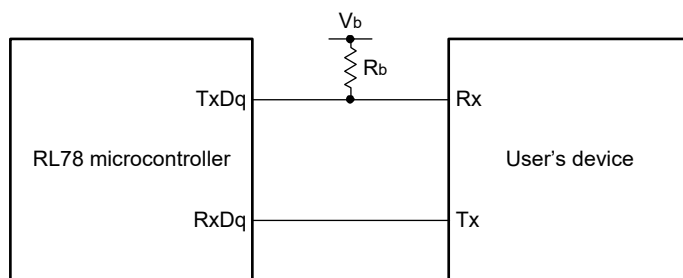 Vb
Rb
TxDq
Rx
RL78 microcontroller
User's device
RxDq
Tx